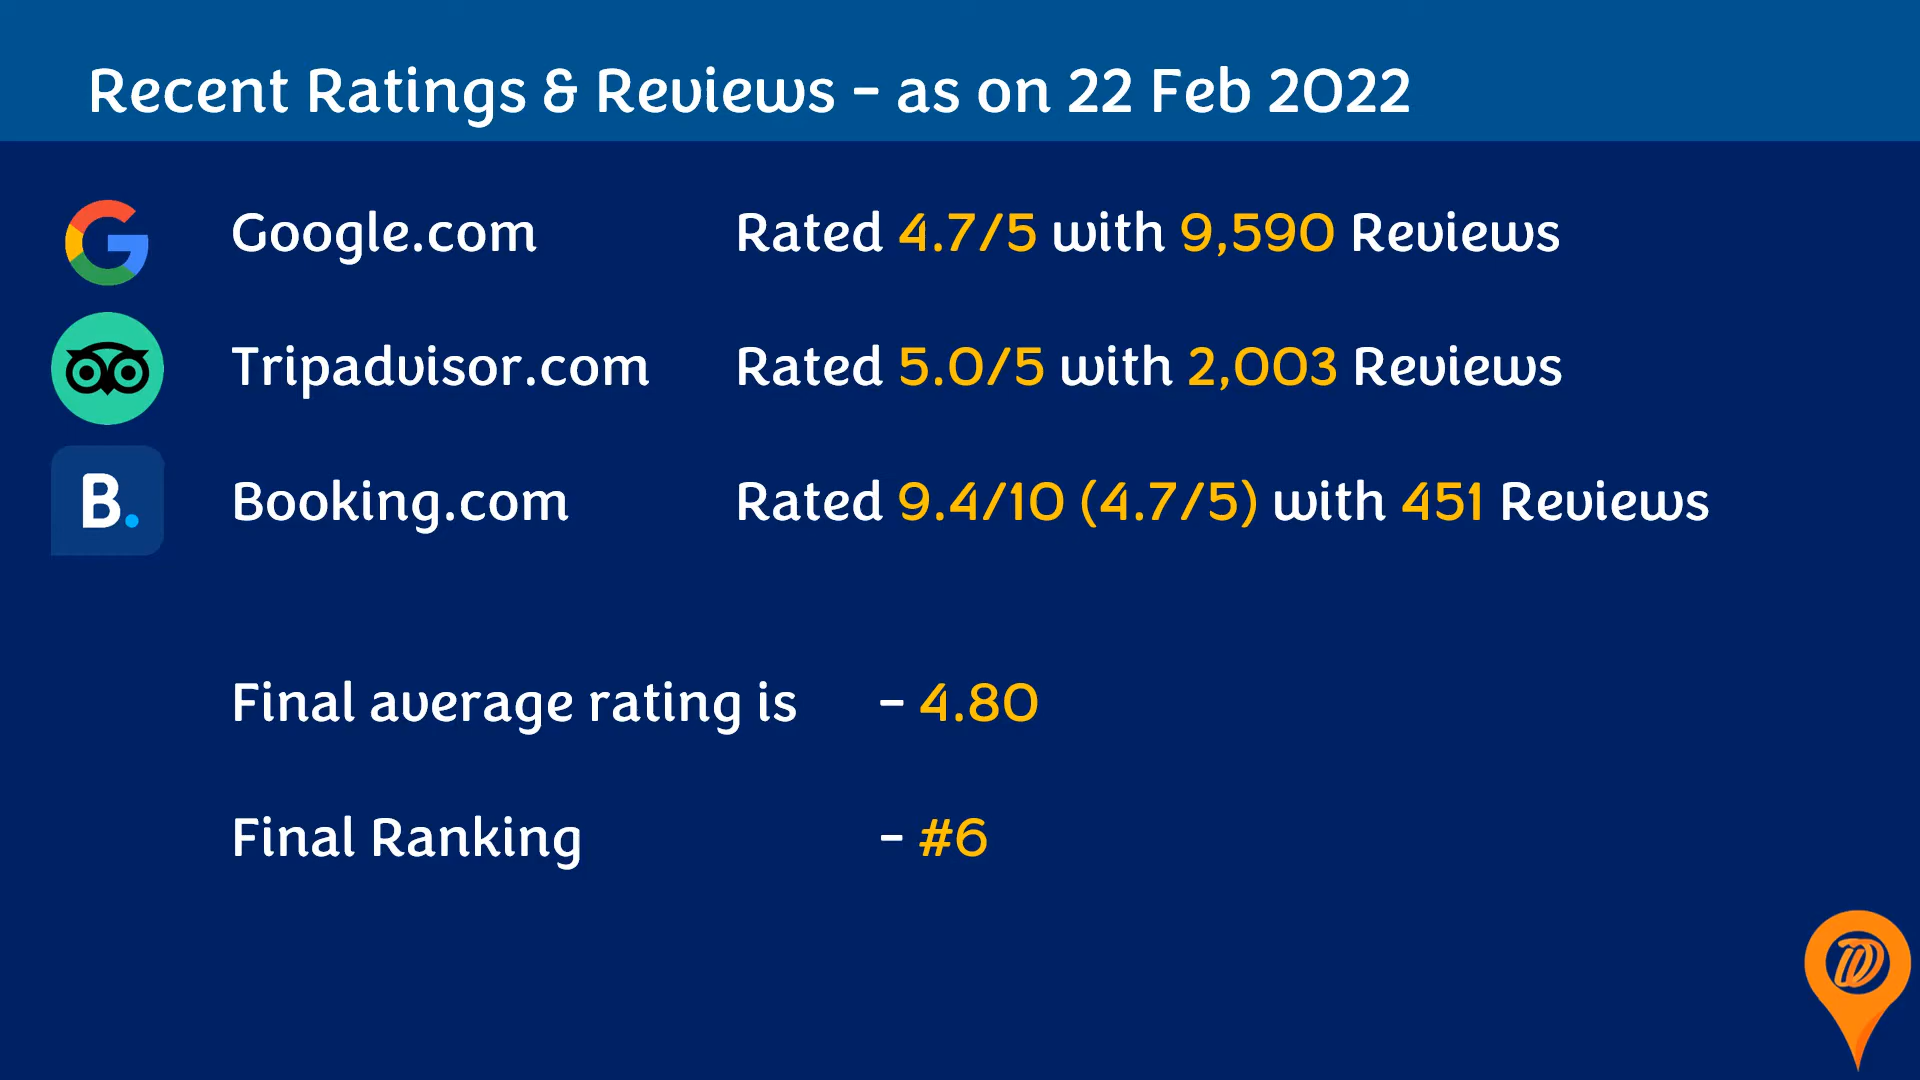 Recent Ratings & Reviews - as on 22 Feb 2022
Google.com Rated 4.7/5 with 9,590 Reviews
Tripadvisor.com Rated 5.0/5 with 2,003 Reviews
B. Booking.com Rated 9.4/10 (4.7/5) with 451 Reviews
Final average rating is - 4.80
Final Ranking - #6